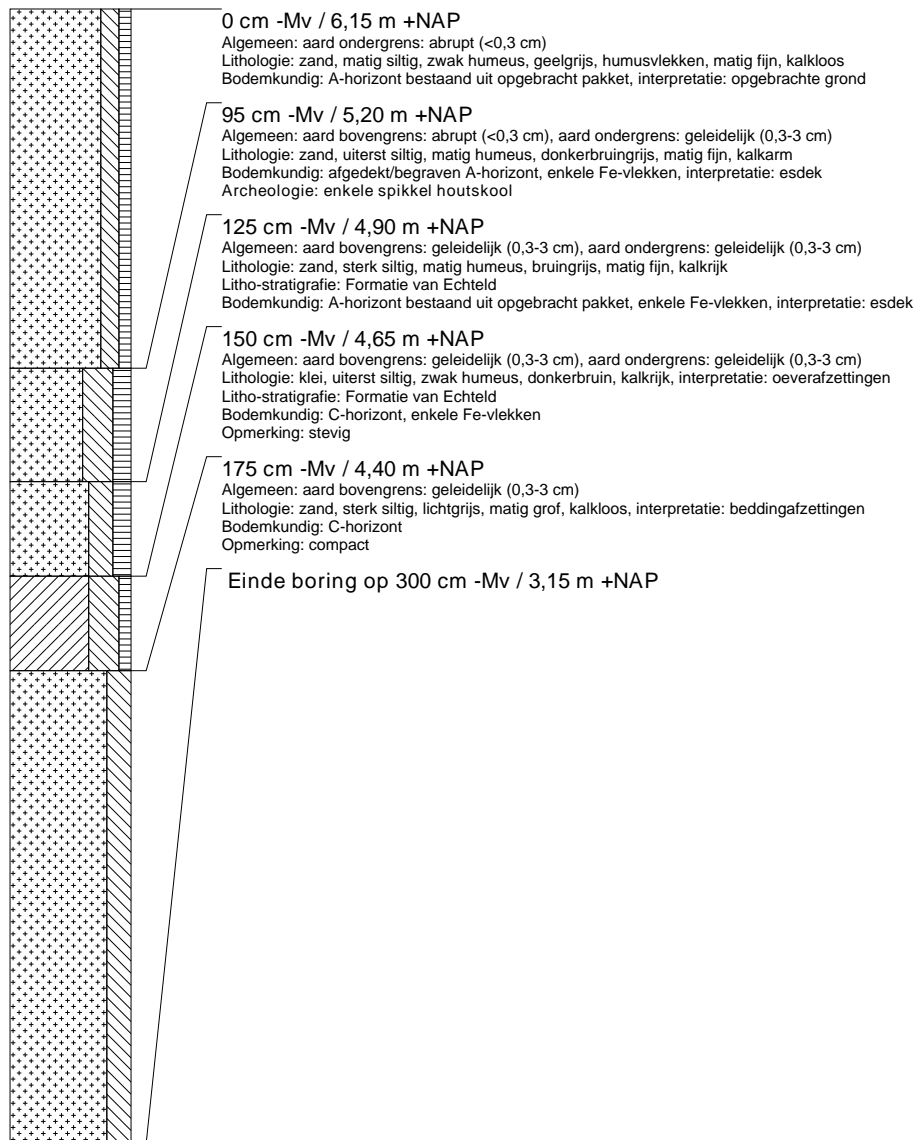 0 cm -Mv / 6,15 m +NAP
Algemeen: aard ondergrens: abrupt (<0,3 cm)
Lithologie: zand, matig siltig, zwak humeus, geelgrijs, humusvlekken, matig fijn, kalkloos
Bodemkundig: A-horizont bestaand uit opgebracht pakket, interpretatie: opgebrachte grond
95 cm -Mv / 5,20 m +NAP
Algemeen: aard bovengrens: abrupt (<0,3 cm), aard ondergrens: geleidelijk (0,3-3 cm)
Lithologie: zand, uiterst siltig, matig humeus, donkerbruingrijs, matig fijn, kalkarm
Bodemkundig: afgedekt/begraven A-horizont, enkele Fe-vlekken, interpretatie: esdek
Archeologie: enkele spikkel houtskool
125 cm -Mv / 4,90 m +NAP
Algemeen: aard bovengrens: geleidelijk (0,3-3 cm), aard ondergrens: geleidelijk (0,3-3 cm)
Lithologie: zand, sterk siltig, matig humeus, bruingrijs, matig fijn, kalkrijk
Litho-stratigrafie: Formatie van Echteld
Bodemkundig: A-horizont bestaand uit opgebracht pakket, enkele Fe-vlekken, interpretatie: esdek
150 cm -Mv / 4,65 m +NAP
Algemeen: aard bovengrens: geleidelijk (0,3-3 cm), aard ondergrens: geleidelijk (0,3-3 cm)
Lithologie: klei, uiterst siltig, zwak humeus, donkerbruin, kalkrijk, interpretatie: oeverafzettingen
Litho-stratigrafie: Formatie van Echteld
Bodemkundig: C-horizont, enkele Fe-vlekken
Opmerking: stevig
175 cm -Mv / 4,40 m +NAP
Algemeen: aard bovengrens: geleidelijk (0,3-3 cm)
Lithologie: zand, sterk siltig, lichtgrijs, matig grof, kalkloos, interpretatie: beddingafzettingen
Bodemkundig: C-horizont
Opmerking: compact
Einde boring op 300 cm -Mv / 3,15 m +NAP